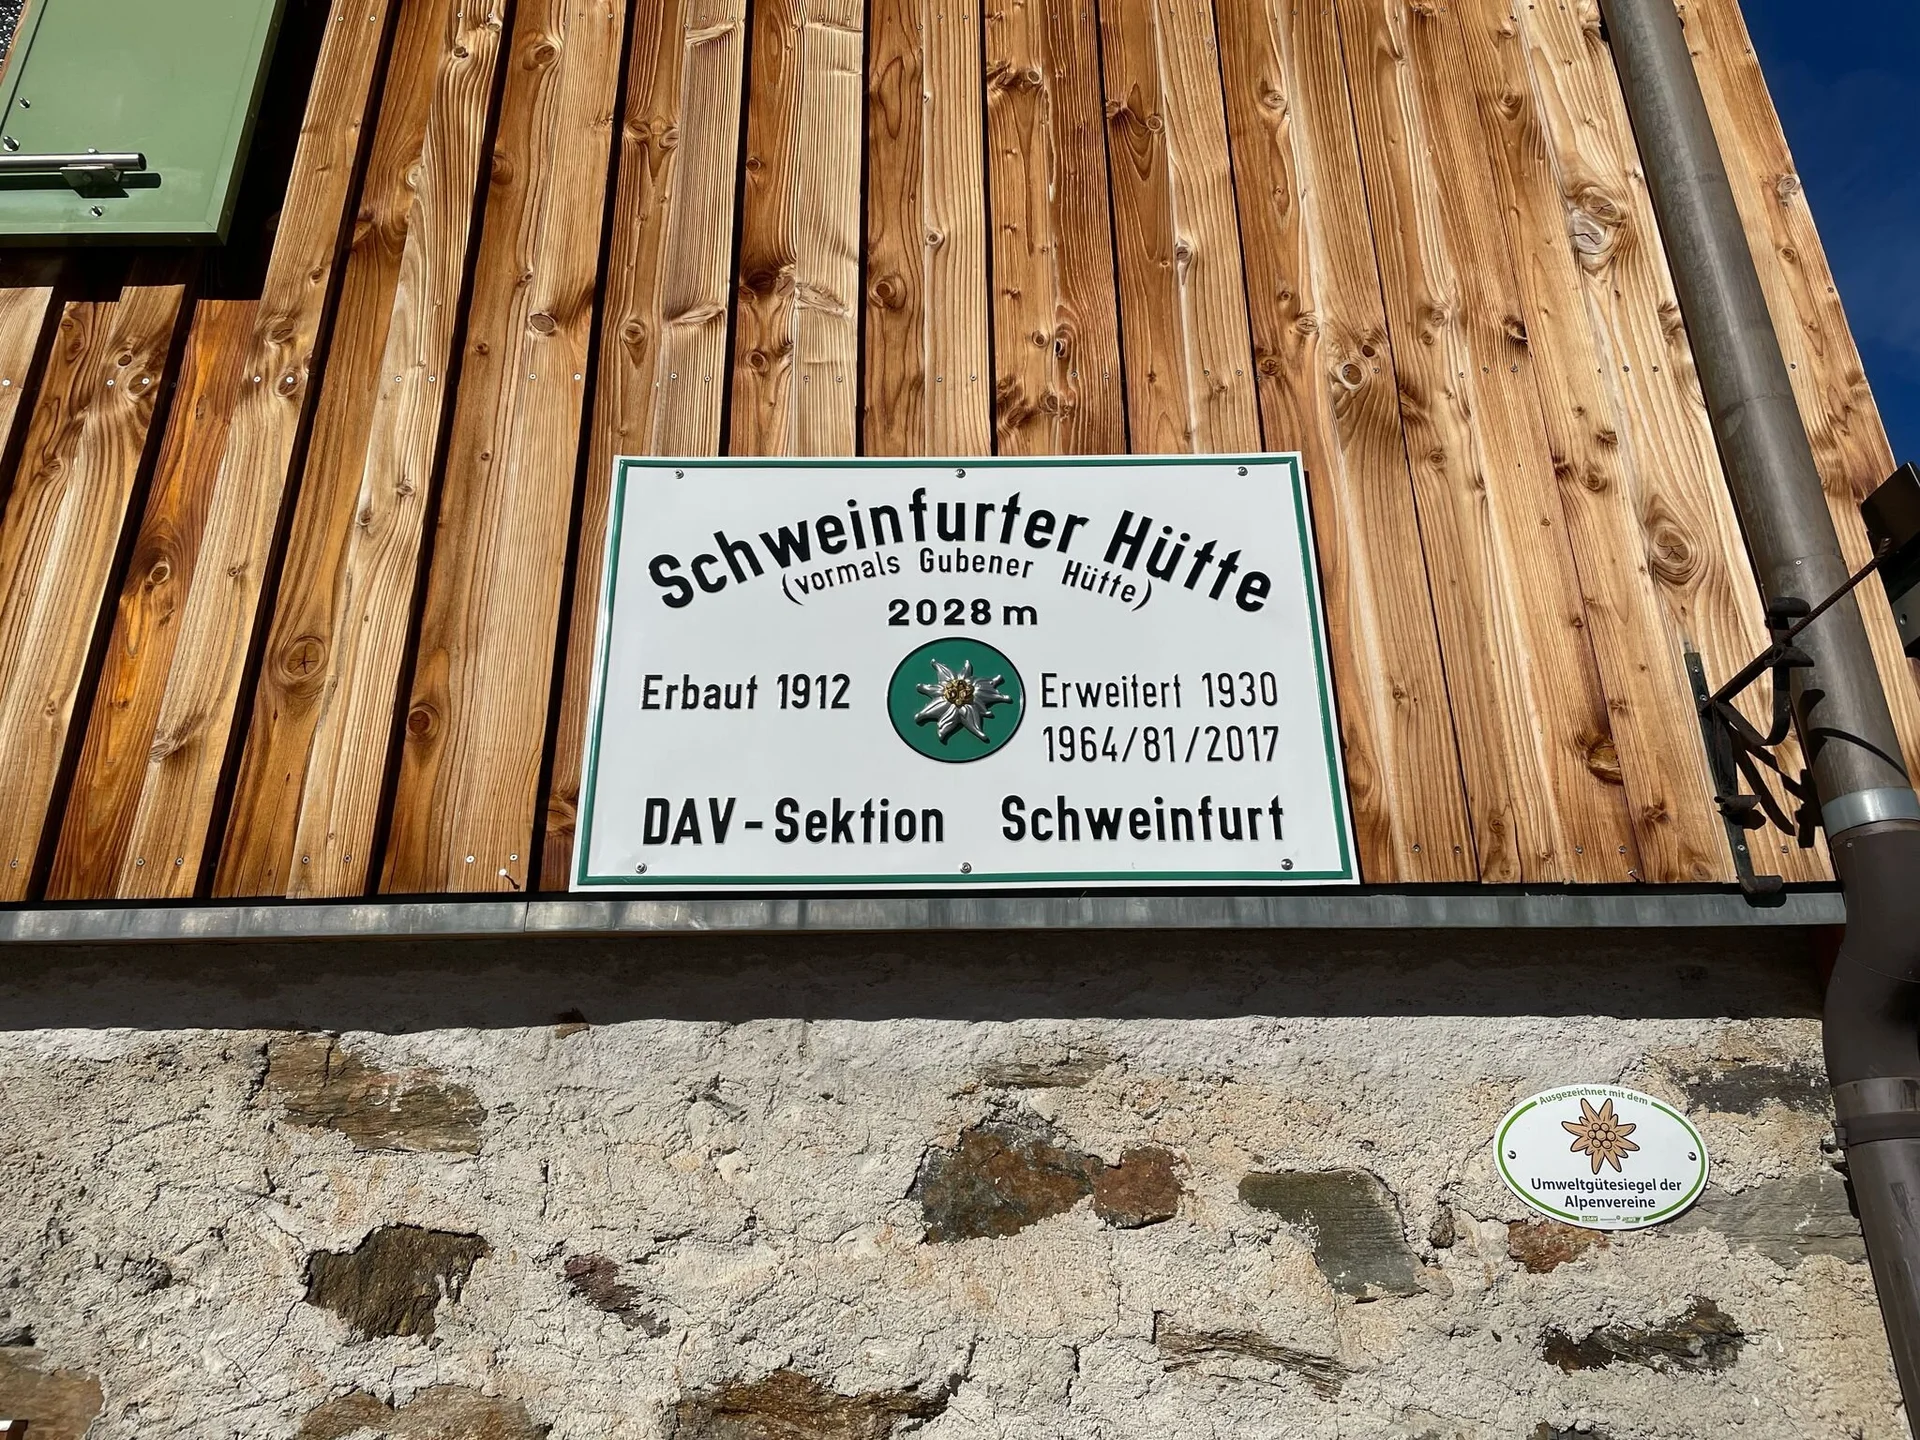 Schweinfurter Hütte
(vormals Gubener Hütte)
2028 m
Erbaut 1912
Erweitert 1930
1964/81/2017
DAV-Sektion Schweinfurt
Ausgezeichnet mit dem
Umweltgütesiegel der
Alpenvereine